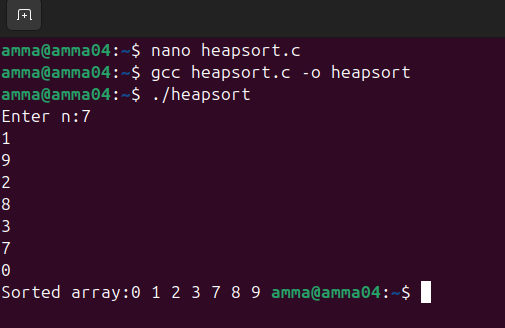 amma@amma04:~$ nano heapsort.c
amma@amma04:~$ gcc heapsort.c -o heapsort
amma@amma04:~$ ./heapsort
Enter n:7
1
9
2
8
3
7
0
Sorted array:0 1 2 3 7 8 9 amma@amma04:~$